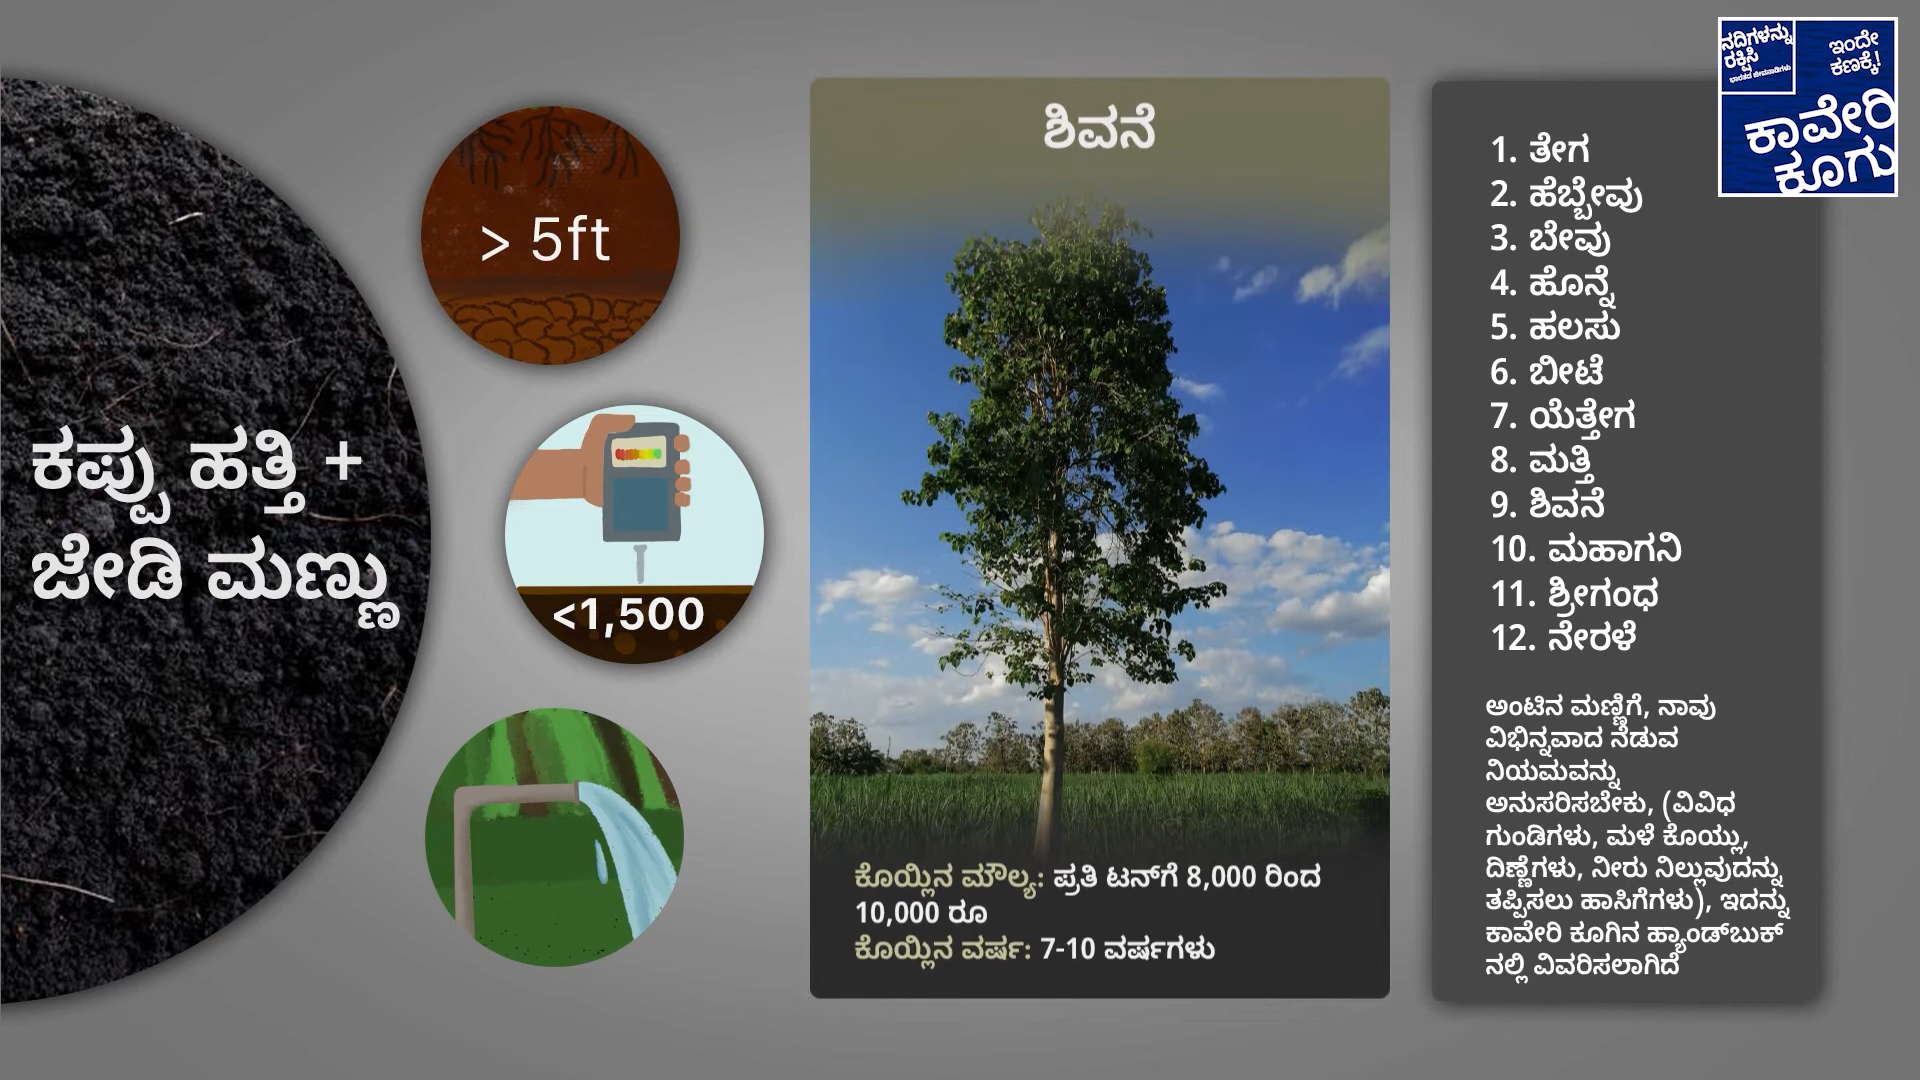 ಕಪ್ಪು ಹತ್ತಿ +
ಜೇಡಿ ಮಣ್ಣು
> 5ft
<1,500
ಶಿವನೆ
ಕೊಯ್ಲಿನ ಮೌಲ್ಯ: ಪ್ರತಿ ಟನ್‌ಗೆ 8,000 ರಿಂದ
10,000 ರೂ
ಕೊಯ್ಲಿನ ವರ್ಷ: 7-10 ವರ್ಷಗಳು
1. ತೇಗ
2. ಹೆಬ್ಬೇವು
3. ಬೇವು
4. ಹೊನ್ನೆ
5. ಹಲಸು
6. ಬೀಟೆ
7. ಯೆತ್ತೇಗ
8. ಮತ್ತಿ
9. ಶಿವನೆ
10. ಮಹಾಗನಿ
11. ಶ್ರೀಗಂಧ
12. ನೇರಳೆ
ಅಂಟಿನ ಮಣ್ಣಿಗೆ, ನಾವು
ವಿಭಿನ್ನವಾದ ನೆಡುವ
ನಿಯಮವನ್ನು
ಅನುಸರಿಸಬೇಕು, (ವಿವಿಧ
ಗುಂಡಿಗಳು, ಮಳೆ ಕೊಯ್ಲು,
ದಿಣ್ಣೆಗಳು, ನೀರು ನಿಲ್ಲುವುದನ್ನು
ತಪ್ಪಿಸಲು ಹಾಸಿಗೆಗಳು), ಇದನ್ನು
ಕಾವೇರಿ ಕೂಗಿನ ಹ್ಯಾಂಡ್‌ಬುಕ್
ನಲ್ಲಿ ವಿವರಿಸಲಾಗಿದೆ
ನದಿಗಳನ್ನು
ರಕ್ಷಿಸಿ
ಭಾರತದ ಜೀವನಾಡಿಗಳು
ಇಂದೇ
ಕಣಕ್ಕೆ!
ಕಾವೇರಿ
ಕೂಗು